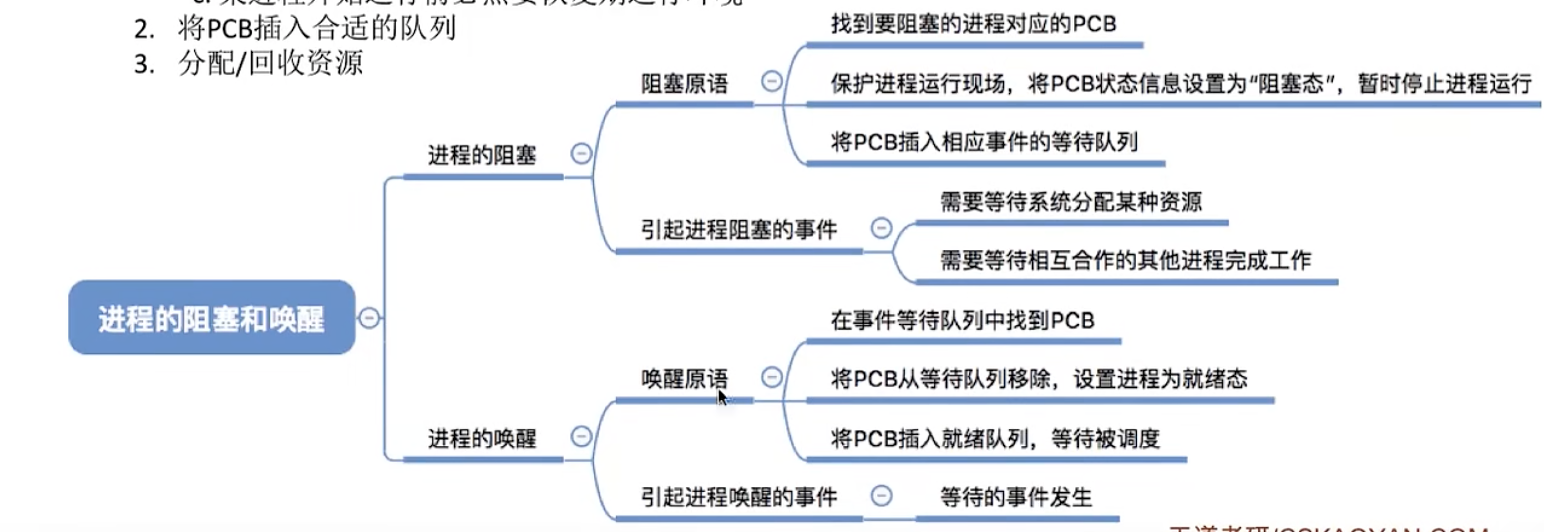 2. 将PCB插入合适的队列
3. 分配/回收资源
进程的阻塞和唤醒
进程的阻塞
阻塞原语
找到要阻塞的进程对应的PCB
保护进程运行现场，将PCB状态信息设置为“阻塞态”，暂时停止进程运行
将PCB插入相应事件的等待队列
引起进程阻塞的事件
需要等待系统分配某种资源
需要等待相互合作的其他进程完成工作
进程的唤醒
唤醒原语
在事件等待队列中找到PCB
将PCB从等待队列移除，设置进程为就绪态
将PCB插入就绪队列，等待被调度
引起进程唤醒的事件
等待的事件发生